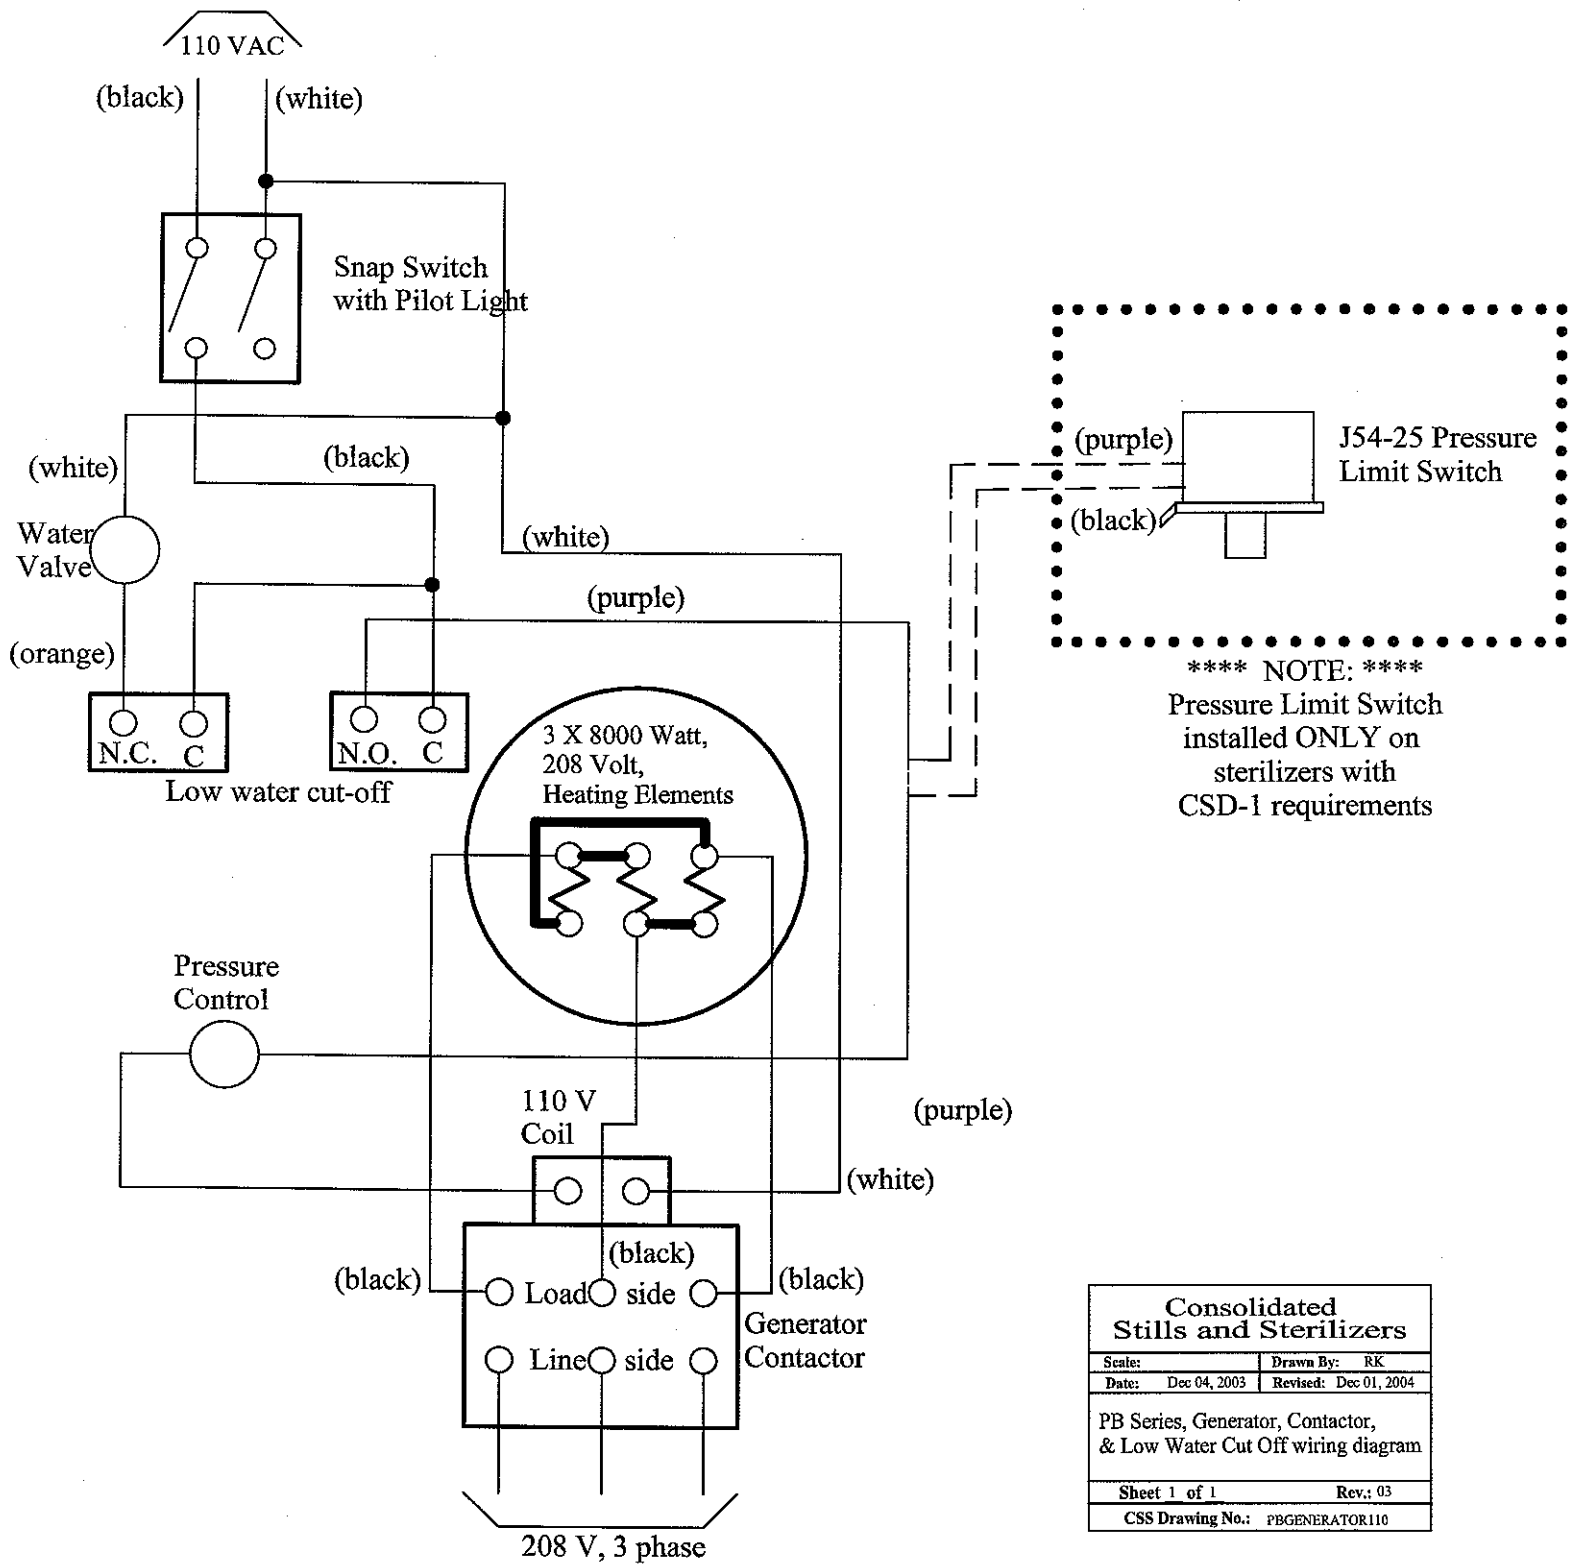 110 VAC
(black)
(white)
Snap Switch
with Pilot Light
(white)
(black)
Water
Valve
(white)
(orange)
(purple)
N.C. C
N.O. C
Low water cut-off
(purple)
(black)
J54-25 Pressure
Limit Switch
**** NOTE: ****
Pressure Limit Switch
installed ONLY on
sterilizers with
CSD-1 requirements
3 X 8000 Watt,
208 Volt,
Heating Elements
Pressure
Control
110 V
Coil
(purple)
(white)
(black)
(black)
(black)
Load side
Line side
Generator
Contactor
208 V, 3 phase
Consolidated
Stills and Sterilizers
Scale: Drawn By: RK
Date: Dec 04, 2003 Revised: Dec 01, 2004
PB Series, Generator, Contactor,
& Low Water Cut Off wiring diagram
Sheet 1 of 1 Rev.: 03
CSS Drawing No.: PBGENERATOR110